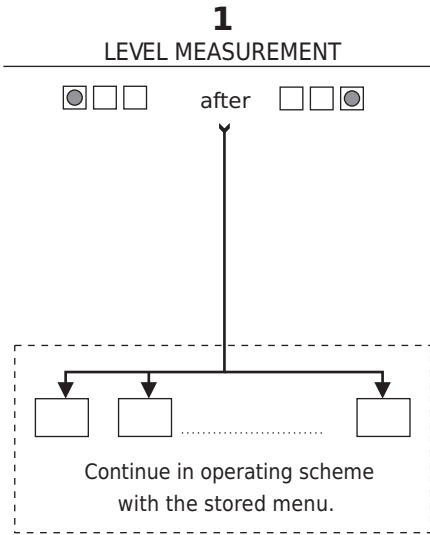 1
LEVEL MEASUREMENT
after
Continue in operating scheme
with the stored menu.